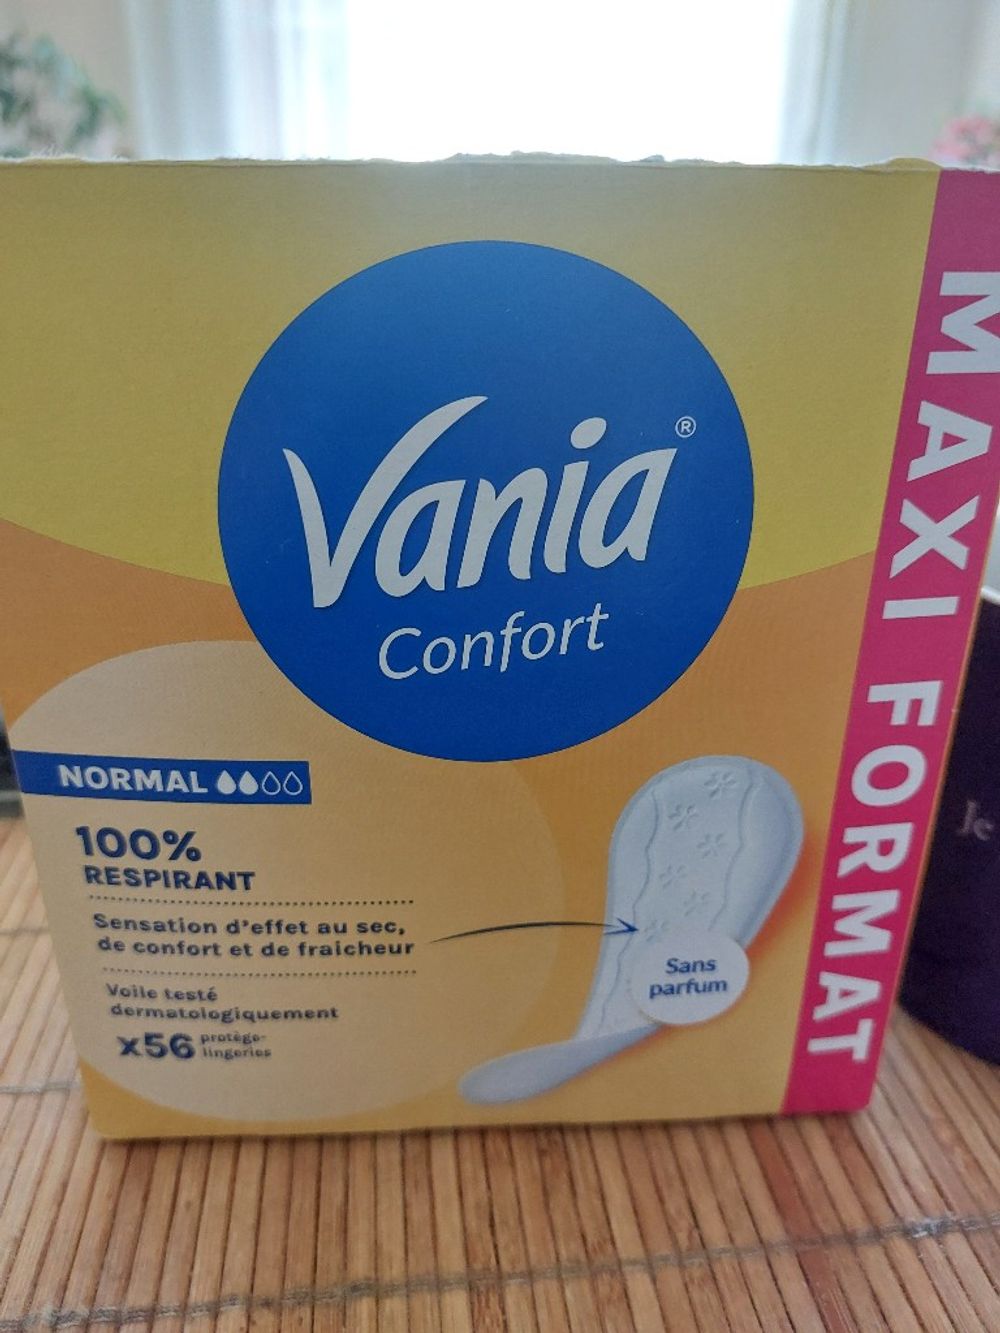 Vania®
Confort
MAXI FORMAT
NORMAL
100%
RESPIRANT
Sensation d'effet au sec,
de confort et de fraîcheur
Voile testé
dermatologiquement
x56 protège-
lingeries
Sans
parfum